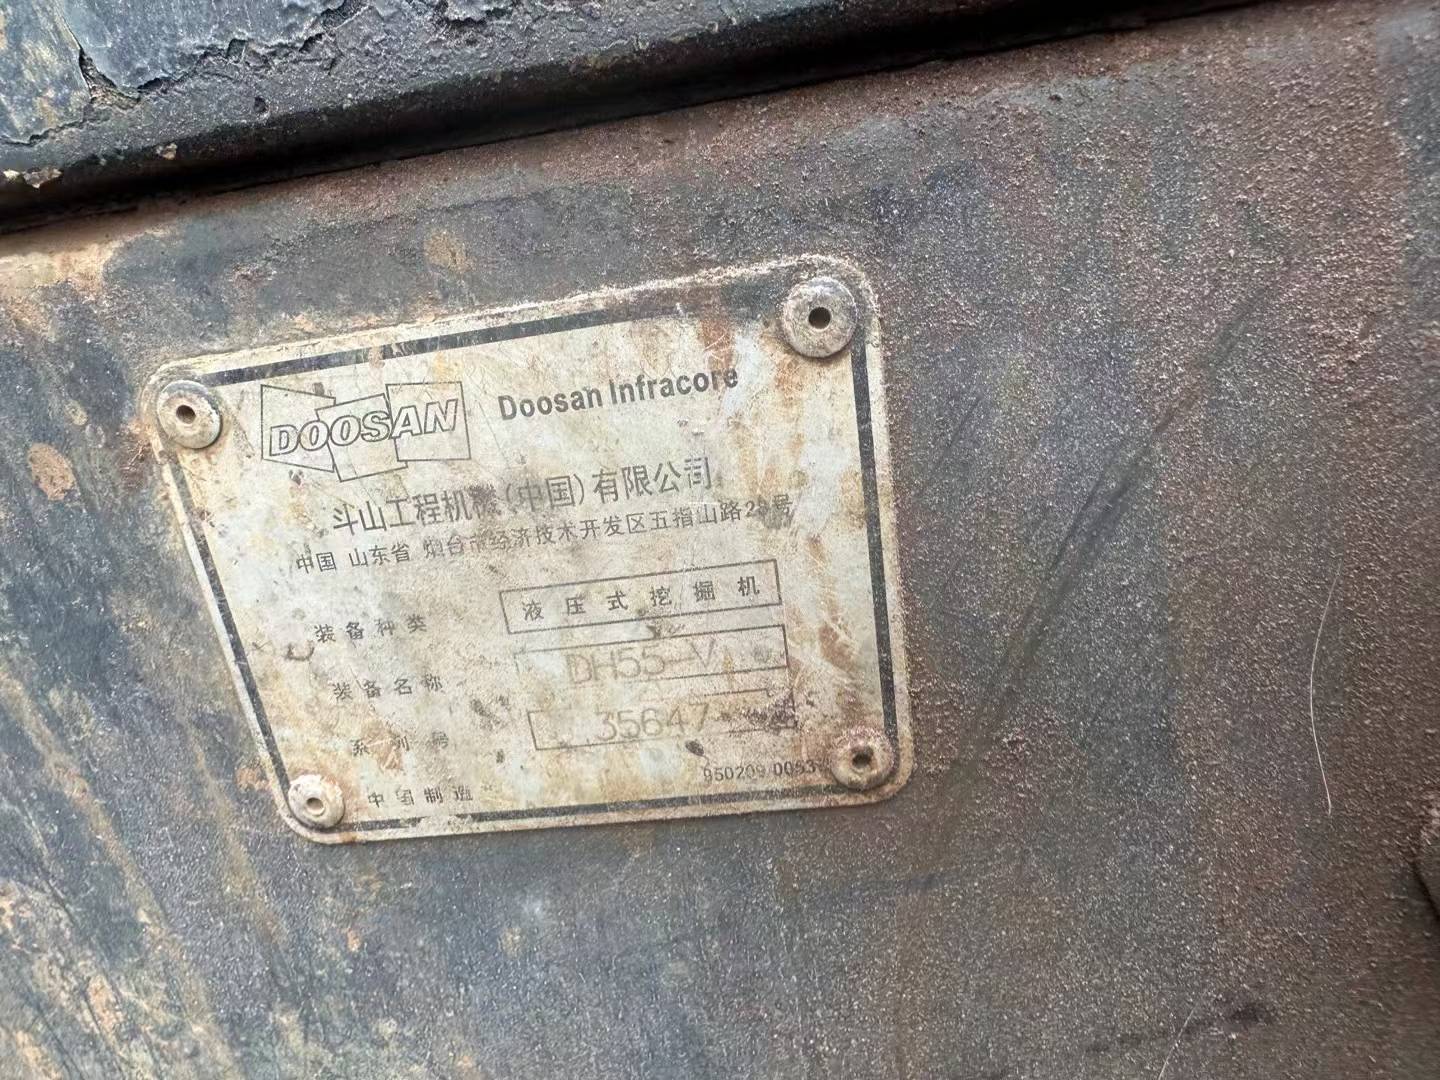 DOOSAN Doosan Infracore
斗山工程机械(中国)有限公司
中国 山东省 烟台市经济技术开发区五指山路28号
装备种类 液压式挖掘机
装备名称 DH55-V
系列号 35647
中国制造 950209 0053